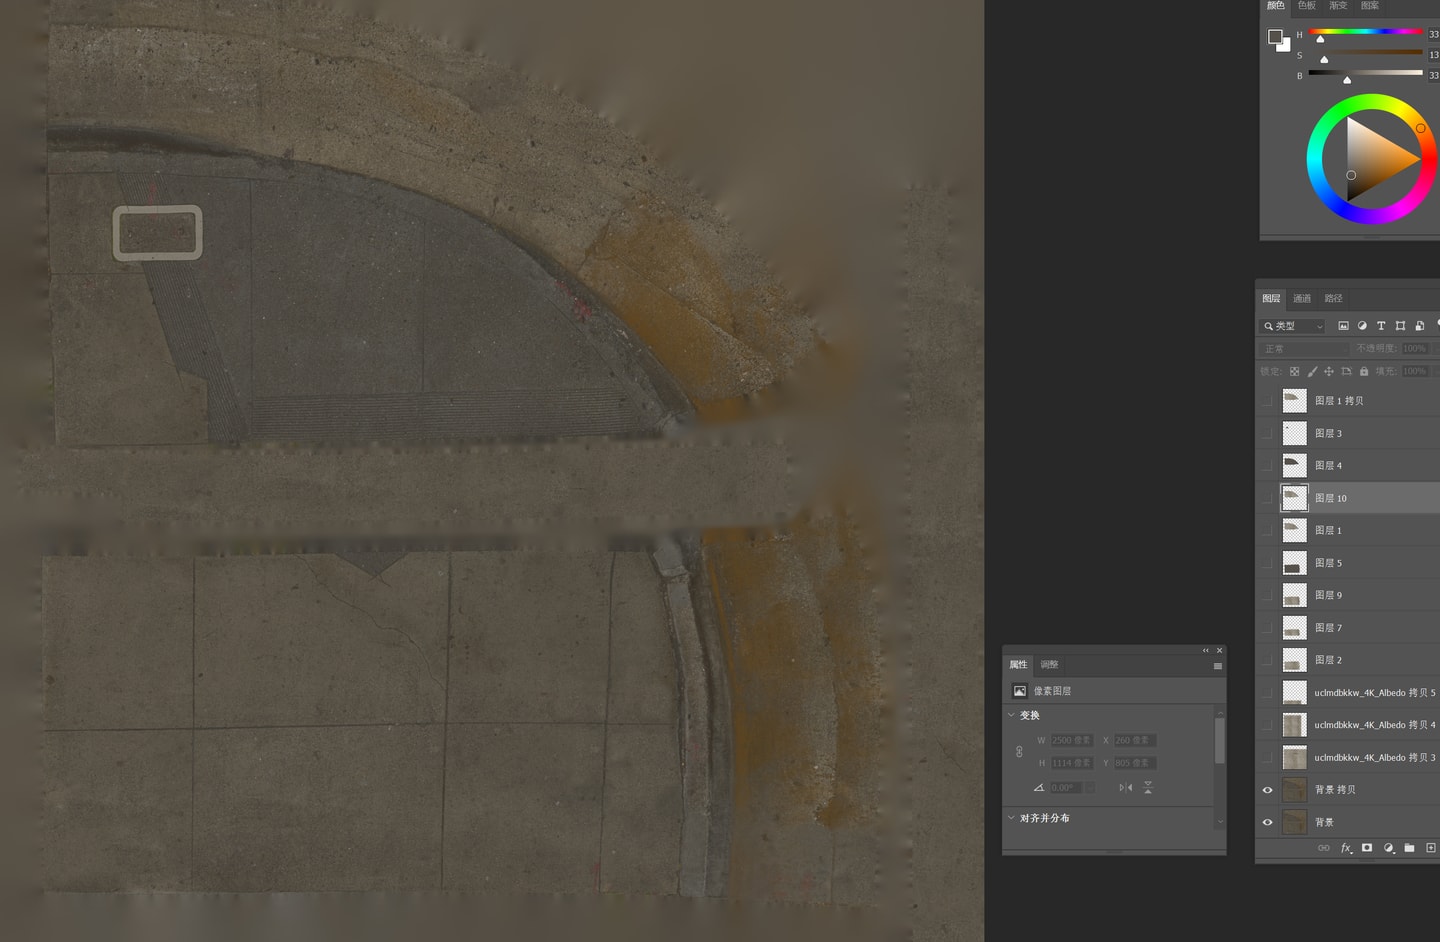 颜色 色板 渐变 图案
H 33
S 13
B 33
图层 通道 路径
类型
正常 不透明度: 100%
锁定: 填充: 100%
图层 1 拷贝
图层 3
图层 4
图层 10
图层 1
图层 5
图层 9
图层 7
图层 2
uclmdbkkw_4K_Albedo 拷贝 5
uclmdbkkw_4K_Albedo 拷贝 4
uclmdbkkw_4K_Albedo 拷贝 3
背景 拷贝
背景
fx
属性 调整
像素图层
变换
W 2500 像素 X 260 像素
H 1114 像素 Y 805 像素
0.00°
对齐并分布